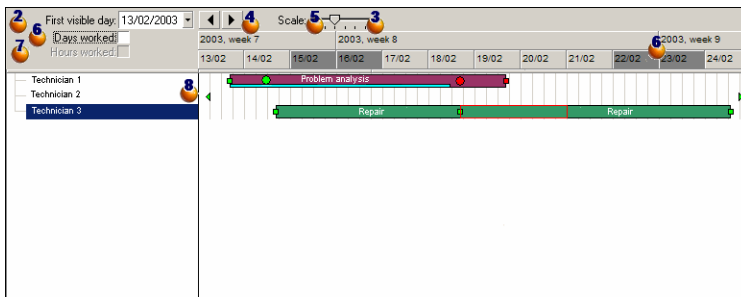 2 First visible day: 13/02/2003 4 Scale: 5 3
6 Days worked:
7 Hours worked:
2003, week 7 2003, week 8 6 2003, week 9
13/02 14/02 15/02 16/02 17/02 18/02 19/02 20/02 21/02 22/02 23/02 24/02
Technician 1 8 Problem analysis
Technician 2
Technician 3 Repair Repair